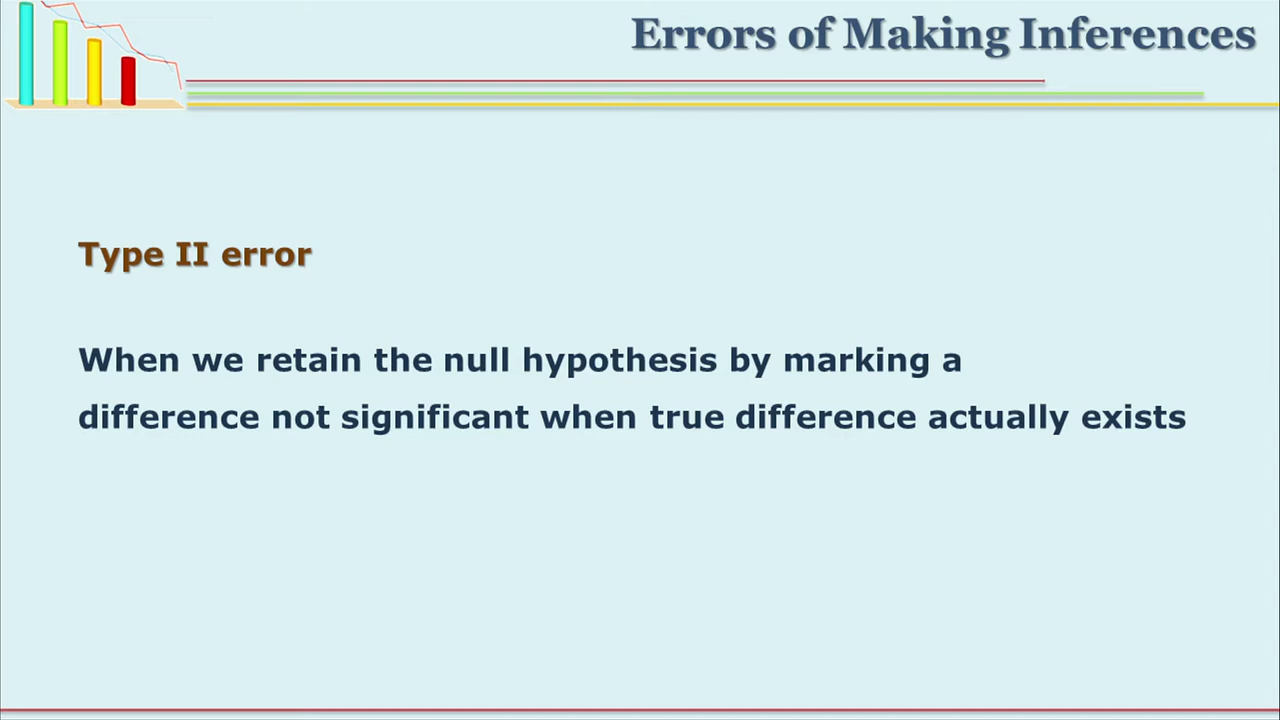 Errors of Making Inferences
Type II error
When we retain the null hypothesis by marking a
difference not significant when true difference actually exists